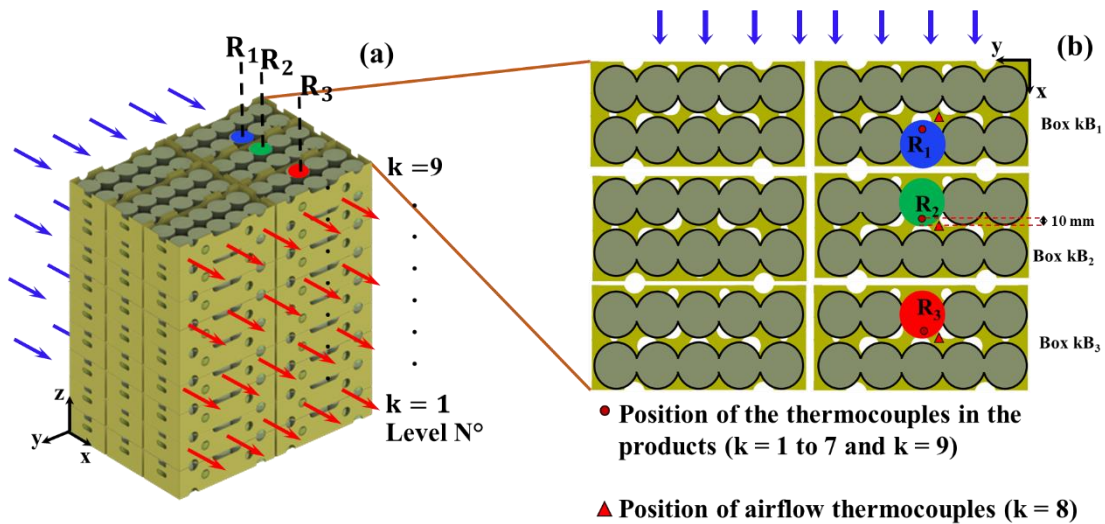 (a)
R₁
R₂
R₃
k = 9
k = 1
Level N°
z
y
x
(b)
y
x
Box kB₁
R₁
R₂
10 mm
Box kB₂
R₃
Box kB₃
Position of the thermocouples in the
products (k = 1 to 7 and k = 9)
Position of airflow thermocouples (k = 8)